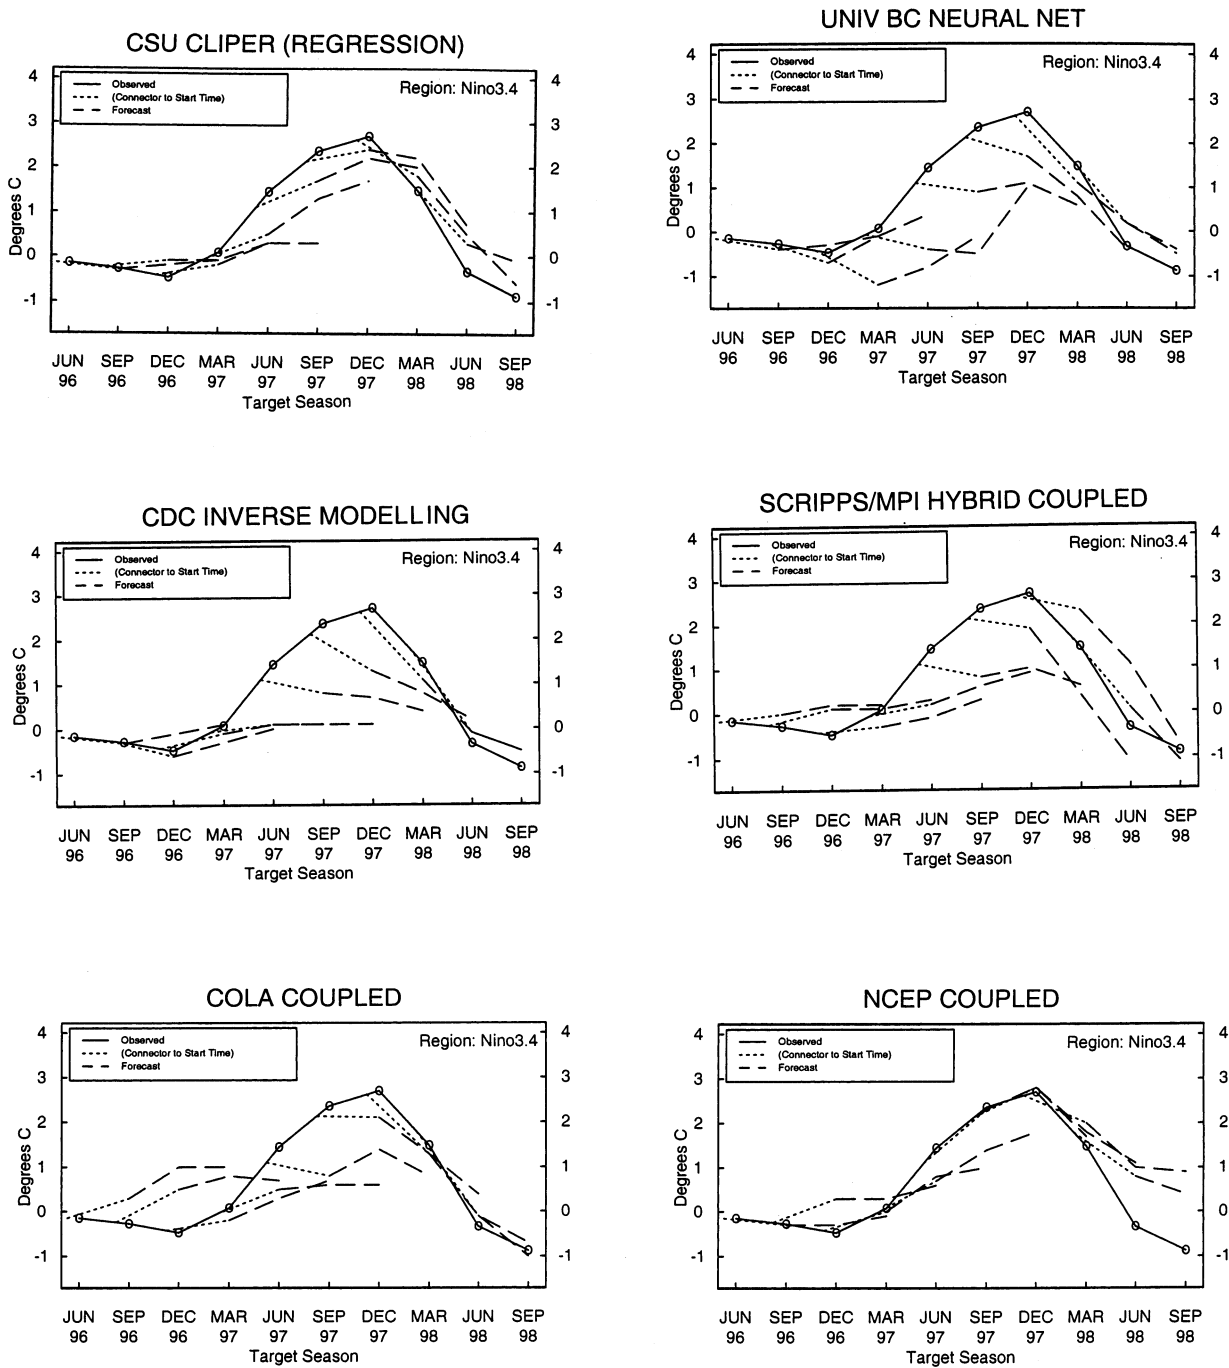 CSU CLIPER (REGRESSION)
Observed
(Connector to Start Time)
Forecast
Region: Nino3.4
Degrees C
4
3
2
1
0
-1
4
3
2
1
0
-1
JUN SEP DEC MAR JUN SEP DEC MAR JUN SEP
96 96 96 97 97 97 97 98 98 98
Target Season
UNIV BC NEURAL NET
Observed
(Connector to Start Time)
Forecast
Region: Nino3.4
Degrees C
4
3
2
1
0
-1
4
3
2
1
0
-1
JUN SEP DEC MAR JUN SEP DEC MAR JUN SEP
96 96 96 97 97 97 97 98 98 98
Target Season
CDC INVERSE MODELLING
Observed
(Connector to Start Time)
Forecast
Region: Nino3.4
Degrees C
4
3
2
1
0
-1
4
3
2
1
0
-1
JUN SEP DEC MAR JUN SEP DEC MAR JUN SEP
96 96 96 97 97 97 97 98 98 98
Target Season
SCRIPPS/MPI HYBRID COUPLED
Observed
(Connector to Start Time)
Forecast
Region: Nino3.4
Degrees C
4
3
2
1
0
-1
4
3
2
1
0
-1
JUN SEP DEC MAR JUN SEP DEC MAR JUN SEP
96 96 96 97 97 97 97 98 98 98
Target Season
COLA COUPLED
Observed
(Connector to Start Time)
Forecast
Region: Nino3.4
Degrees C
4
3
2
1
0
-1
4
3
2
1
0
-1
JUN SEP DEC MAR JUN SEP DEC MAR JUN SEP
96 96 96 97 97 97 97 98 98 98
Target Season
NCEP COUPLED
Observed
(Connector to Start Time)
Forecast
Region: Nino3.4
Degrees C
4
3
2
1
0
-1
4
3
2
1
0
-1
JUN SEP DEC MAR JUN SEP DEC MAR JUN SEP
96 96 96 97 97 97 97 98 98 98
Target Season